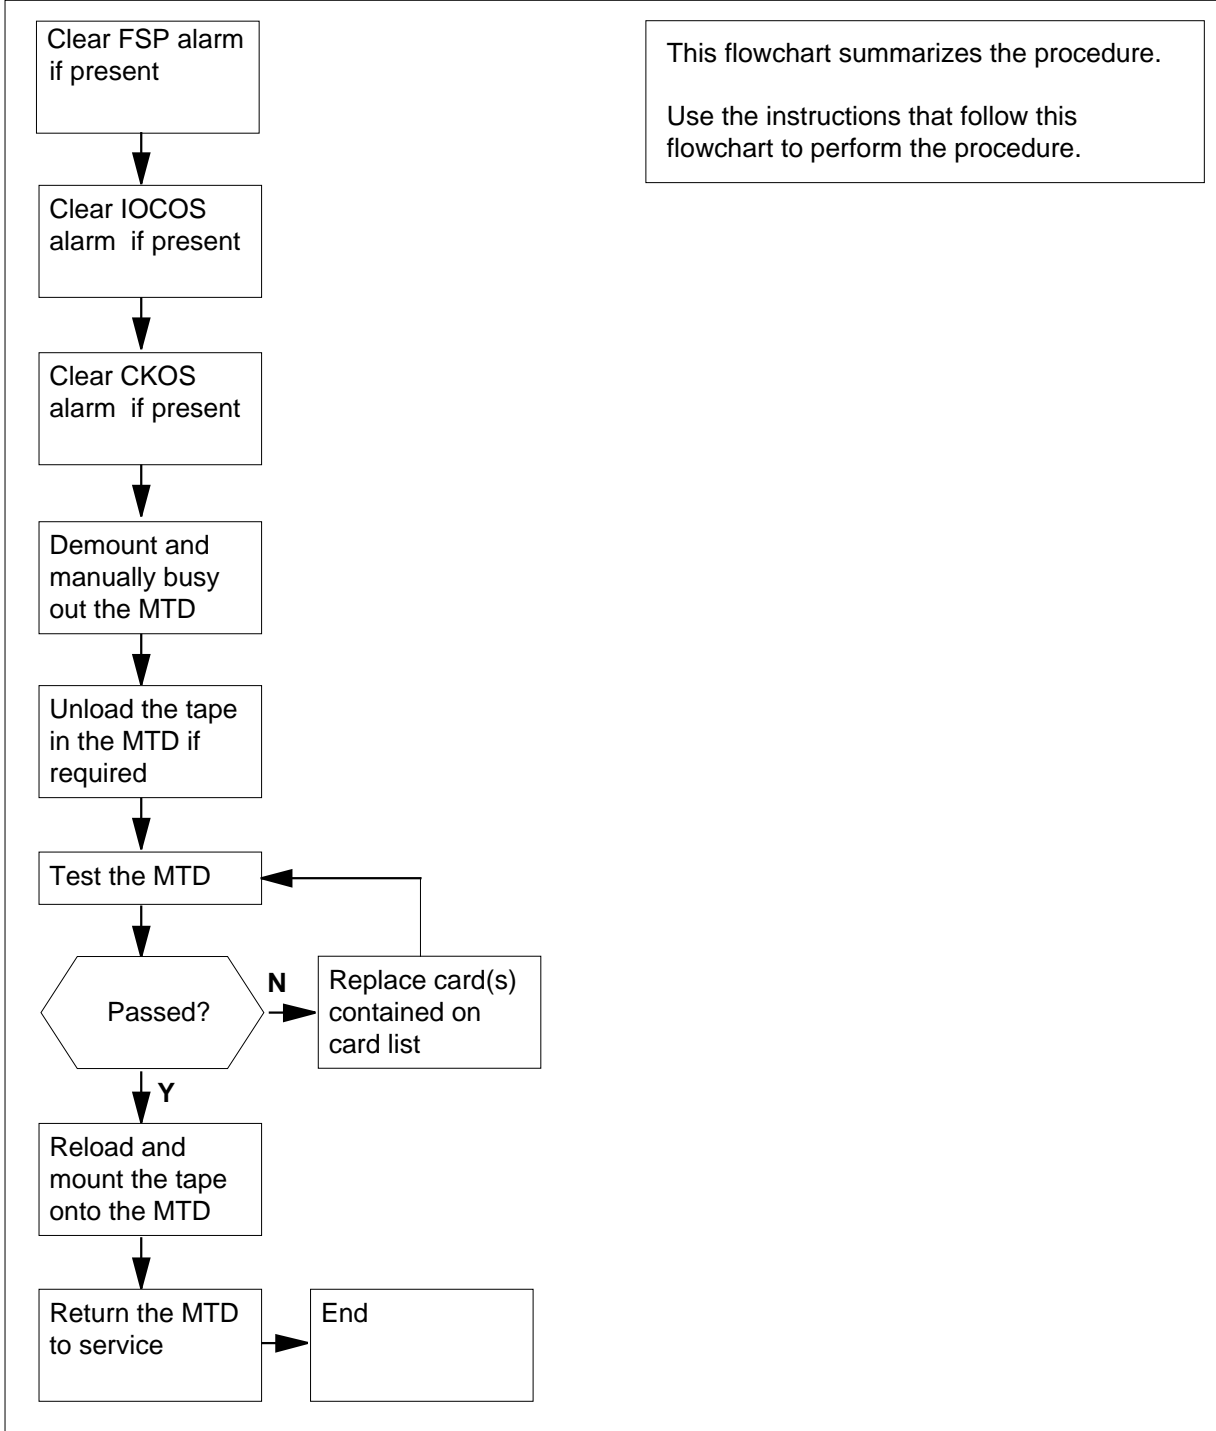 Clear FSP alarm
if present
This flowchart summarizes the procedure.
Use the instructions that follow this
flowchart to perform the procedure.
Clear IOCOS
alarm  if present
Clear CKOS
alarm  if present
Demount and
manually busy
out the MTD
Unload the tape
in the MTD if
required
Test the MTD
Passed?
N
Replace card(s)
contained on
card list
Y
Reload and
mount the tape
onto the MTD
Return the MTD
to service
End